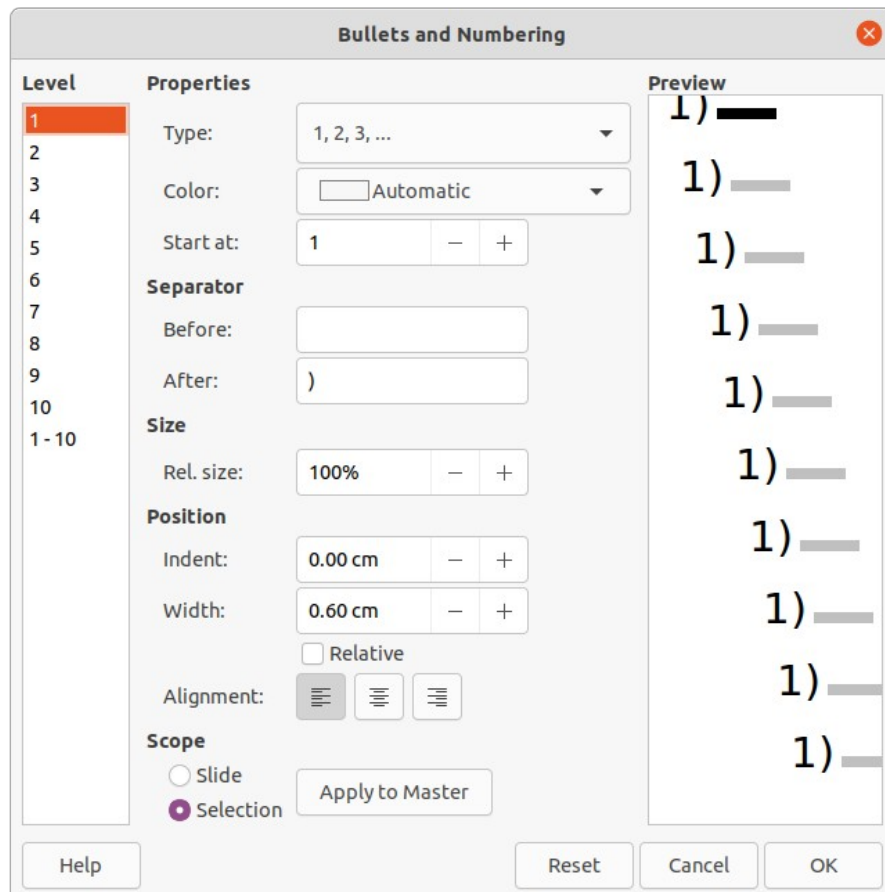 Bullets and Numbering
Level
1
2
3
4
5
6
7
8
9
10
1 - 10
Properties
Type: 1, 2, 3, ...
Color: Automatic
Start at: 1 − +
Separator
Before:
After: )
Size
Rel. size: 100% − +
Position
Indent: 0.00 cm − +
Width: 0.60 cm − +
Relative
Alignment:
Scope
Slide
Selection
Apply to Master
Preview
1)
1)
1)
1)
1)
1)
1)
1)
1)
1)
Help Reset Cancel OK